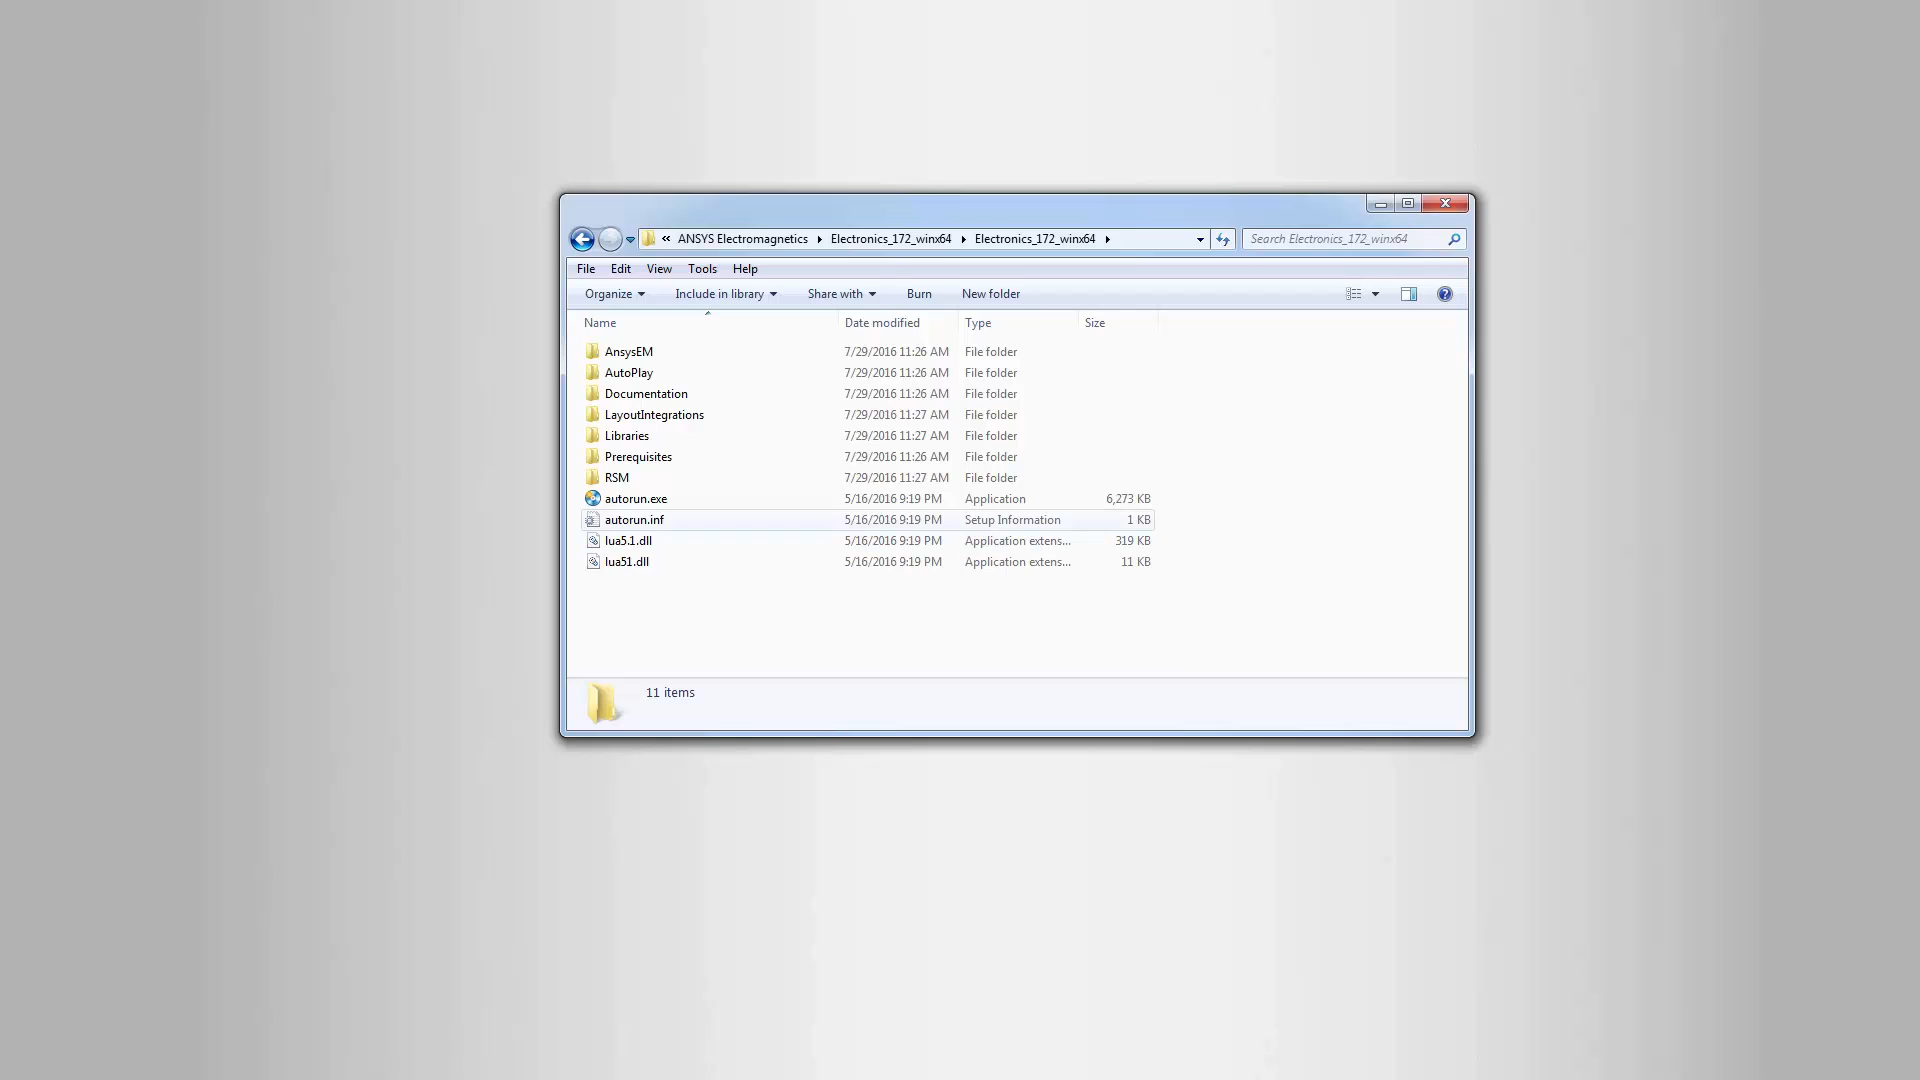 « ANSYS Electromagnetics Electronics_172_winx64 Electronics_172_winx64 Search Electronics_172_winx64
File Edit View Tools Help
Organize Include in library Share with Burn New folder
Name Date modified Type Size
AnsysEM 7/29/2016 11:26 AM File folder
AutoPlay 7/29/2016 11:26 AM File folder
Documentation 7/29/2016 11:26 AM File folder
LayoutIntegrations 7/29/2016 11:27 AM File folder
Libraries 7/29/2016 11:27 AM File folder
Prerequisites 7/29/2016 11:26 AM File folder
RSM 7/29/2016 11:27 AM File folder
autorun.exe 5/16/2016 9:19 PM Application 6,273 KB
autorun.inf 5/16/2016 9:19 PM Setup Information 1 KB
lua5.1.dll 5/16/2016 9:19 PM Application extens... 319 KB
lua51.dll 5/16/2016 9:19 PM Application extens... 11 KB
11 items